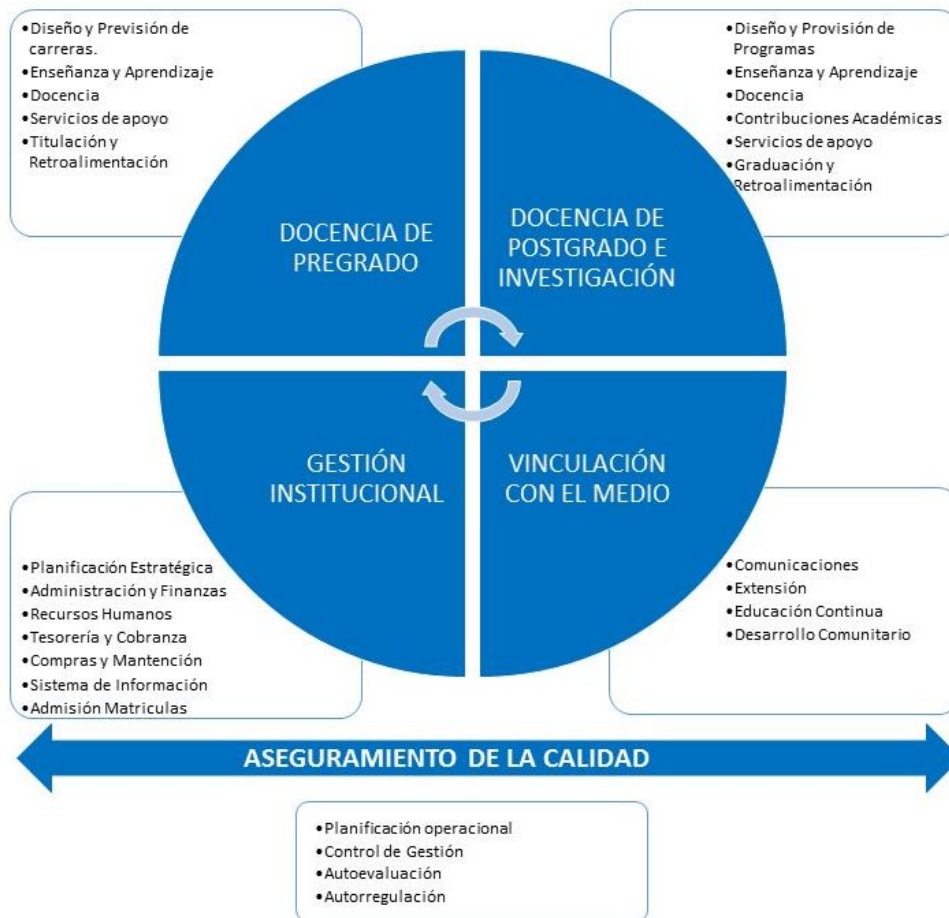 •Diseño y Previsión de
carreras.
•Enseñanza y Aprendizaje
•Docencia
•Servicios de apoyo
•Titulación y
Retroalimentación
•Diseño y Provisión de
Programas
•Enseñanza y Aprendizaje
•Docencia
•Contribuciones Académicas
•Servicios de apoyo
•Graduación y
Retroalimentación
DOCENCIA DE
PREGRADO
DOCENCIA DE
POSTGRADO E
INVESTIGACIÓN
GESTIÓN
INSTITUCIONAL
VINCULACIÓN
CON EL MEDIO
•Planificación Estratégica
•Administración y Finanzas
•Recursos Humanos
•Tesorería y Cobranza
•Compras y Mantención
•Sistema de Información
•Admisión Matriculas
•Comunicaciones
•Extensión
•Educación Continua
•Desarrollo Comunitario
ASEGURAMIENTO DE LA CALIDAD
•Planificación operacional
•Control de Gestión
•Autoevaluación
•Autorregulación